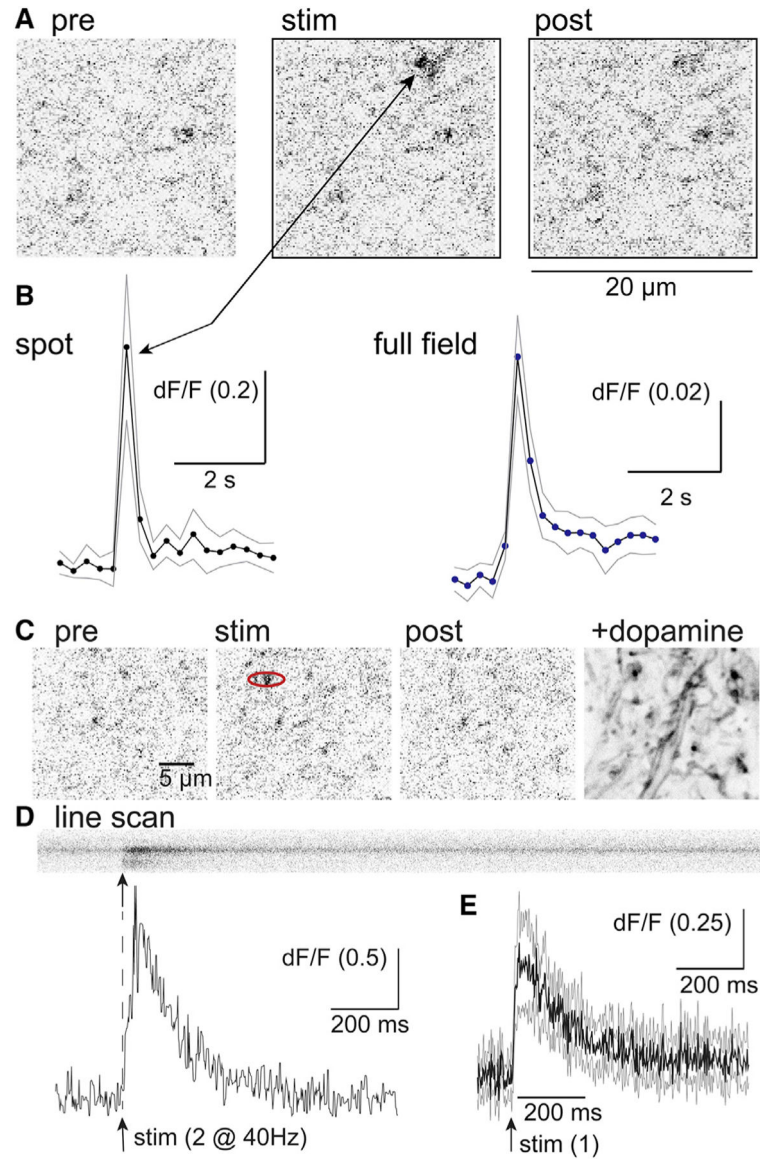 A pre stim post
20 µm
B
spot full field
dF/F (0.2) dF/F (0.02)
2 s 2 s
C pre stim post +dopamine
5 µm
D line scan
E
dF/F (0.25)
dF/F (0.5)
200 ms
200 ms
200 ms
stim (2 @ 40Hz) stim (1)